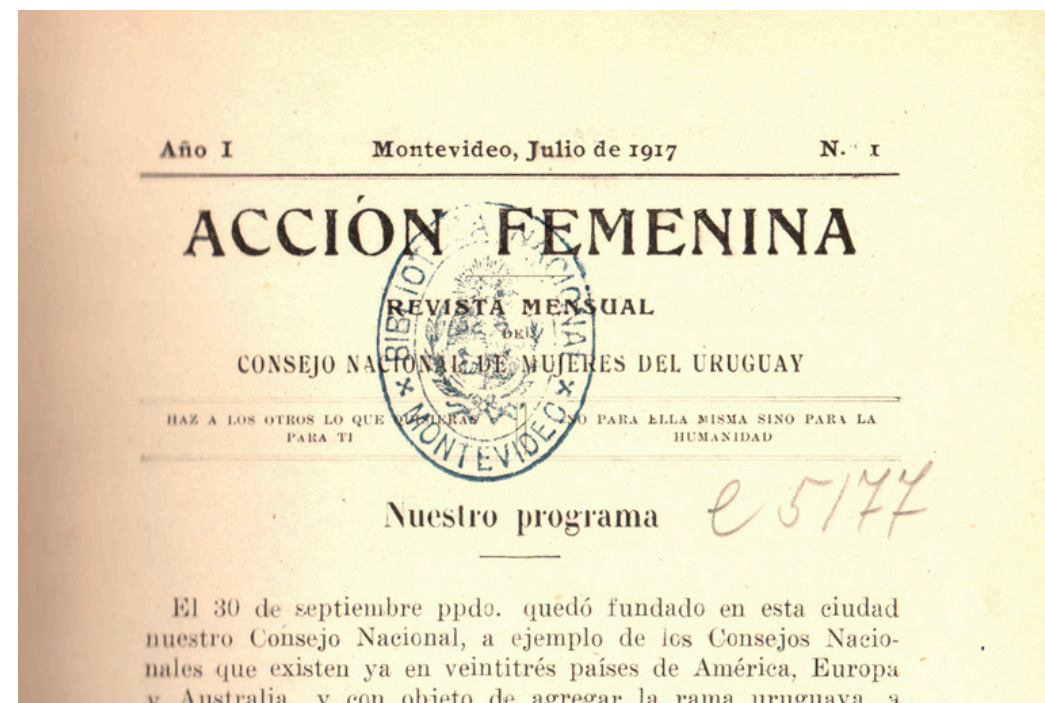 Año I Montevideo, Julio de 1917 N. 1
ACCIÓN FEMENINA
REVISTA MENSUAL
DEL
CONSEJO NACIONAL DE MUJERES DEL URUGUAY
HAZ A LOS OTROS LO QUE QUISIERAS
PARA TI
NO PARA ELLA MISMA SINO PARA LA
HUMANIDAD
BIBLIOTECA NACIONAL
MONTEVIDEO
Nuestro programa
e 5177
El 30 de septiembre ppdo. quedó fundado en esta ciudad
nuestro Consejo Nacional, a ejemplo de los Consejos Nacio-
nales que existen ya en veintitrés países de América, Europa
y Australia y con objeto de agregar la rama uruguaya a